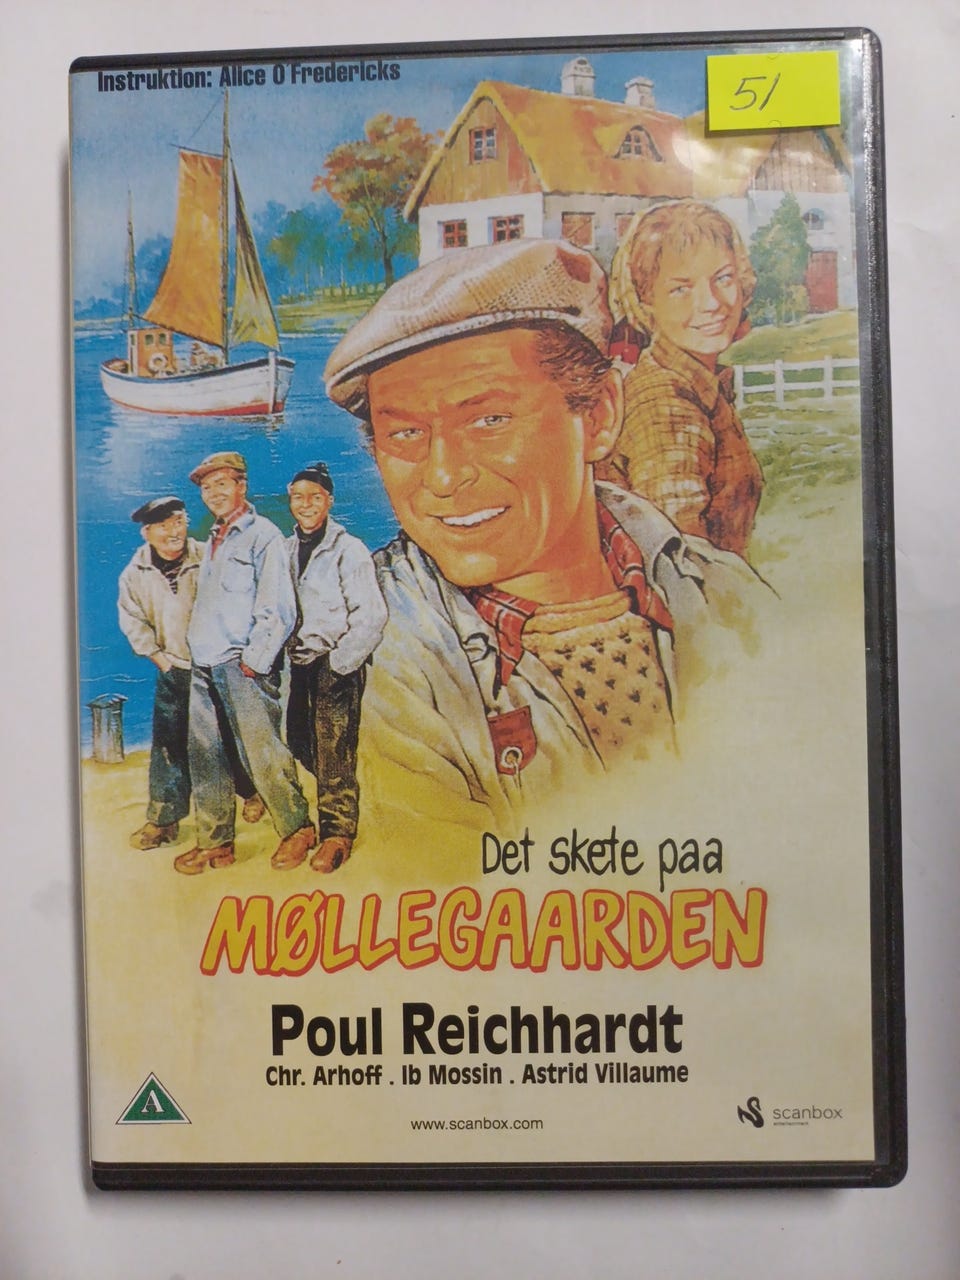 Instruktion: Alice O'Fredericks
51
Det skete paa
MØLLEGAARDEN
Poul Reichhardt
Chr. Arhoff . Ib Mossin . Astrid Villaume
A
www.scanbox.com
scanbox
entertainment